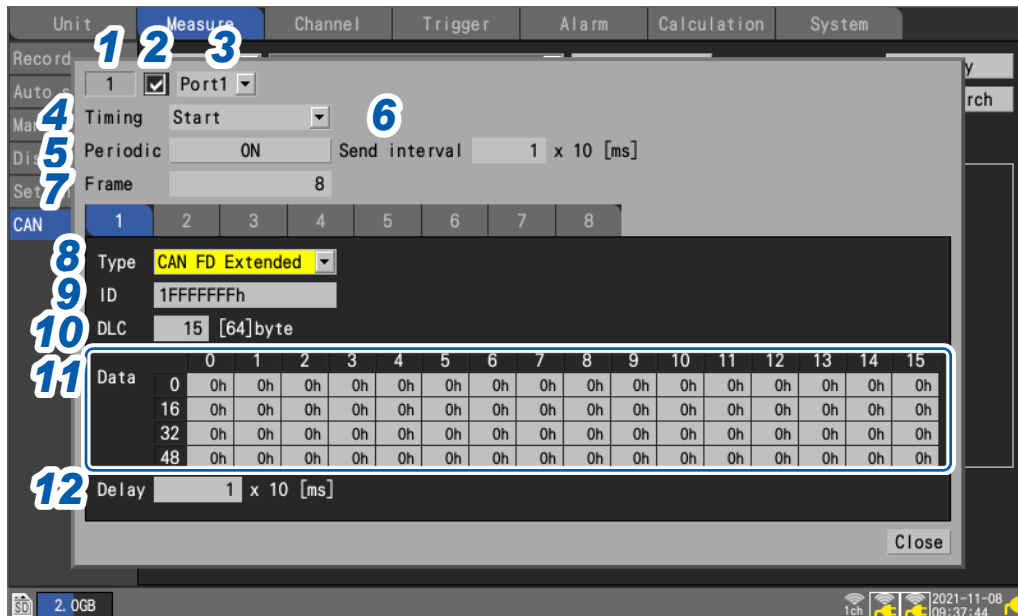 Unit Measure Channel Trigger Alarm Calculation System
Record
1 2 3
y
1 Port1
Auto s
rch
4 Timing Start 6
Man
5 Periodic ON Send interval 1 x 10 [ms]
Dis
7 Frame 8
Set
CAN 1 2 3 4 5 6 7 8
8 Type CAN FD Extended
9 ID 1FFFFFFFh
10 DLC 15 [64]byte
11 Data 0 1 2 3 4 5 6 7 8 9 10 11 12 13 14 15
0 0h 0h 0h 0h 0h 0h 0h 0h 0h 0h 0h 0h 0h 0h 0h 0h
16 0h 0h 0h 0h 0h 0h 0h 0h 0h 0h 0h 0h 0h 0h 0h 0h
32 0h 0h 0h 0h 0h 0h 0h 0h 0h 0h 0h 0h 0h 0h 0h 0h
48 0h 0h 0h 0h 0h 0h 0h 0h 0h 0h 0h 0h 0h 0h 0h 0h
12 Delay 1 x 10 [ms]
Close
SD 2.0GB 1ch 2021-11-08
09:37:44